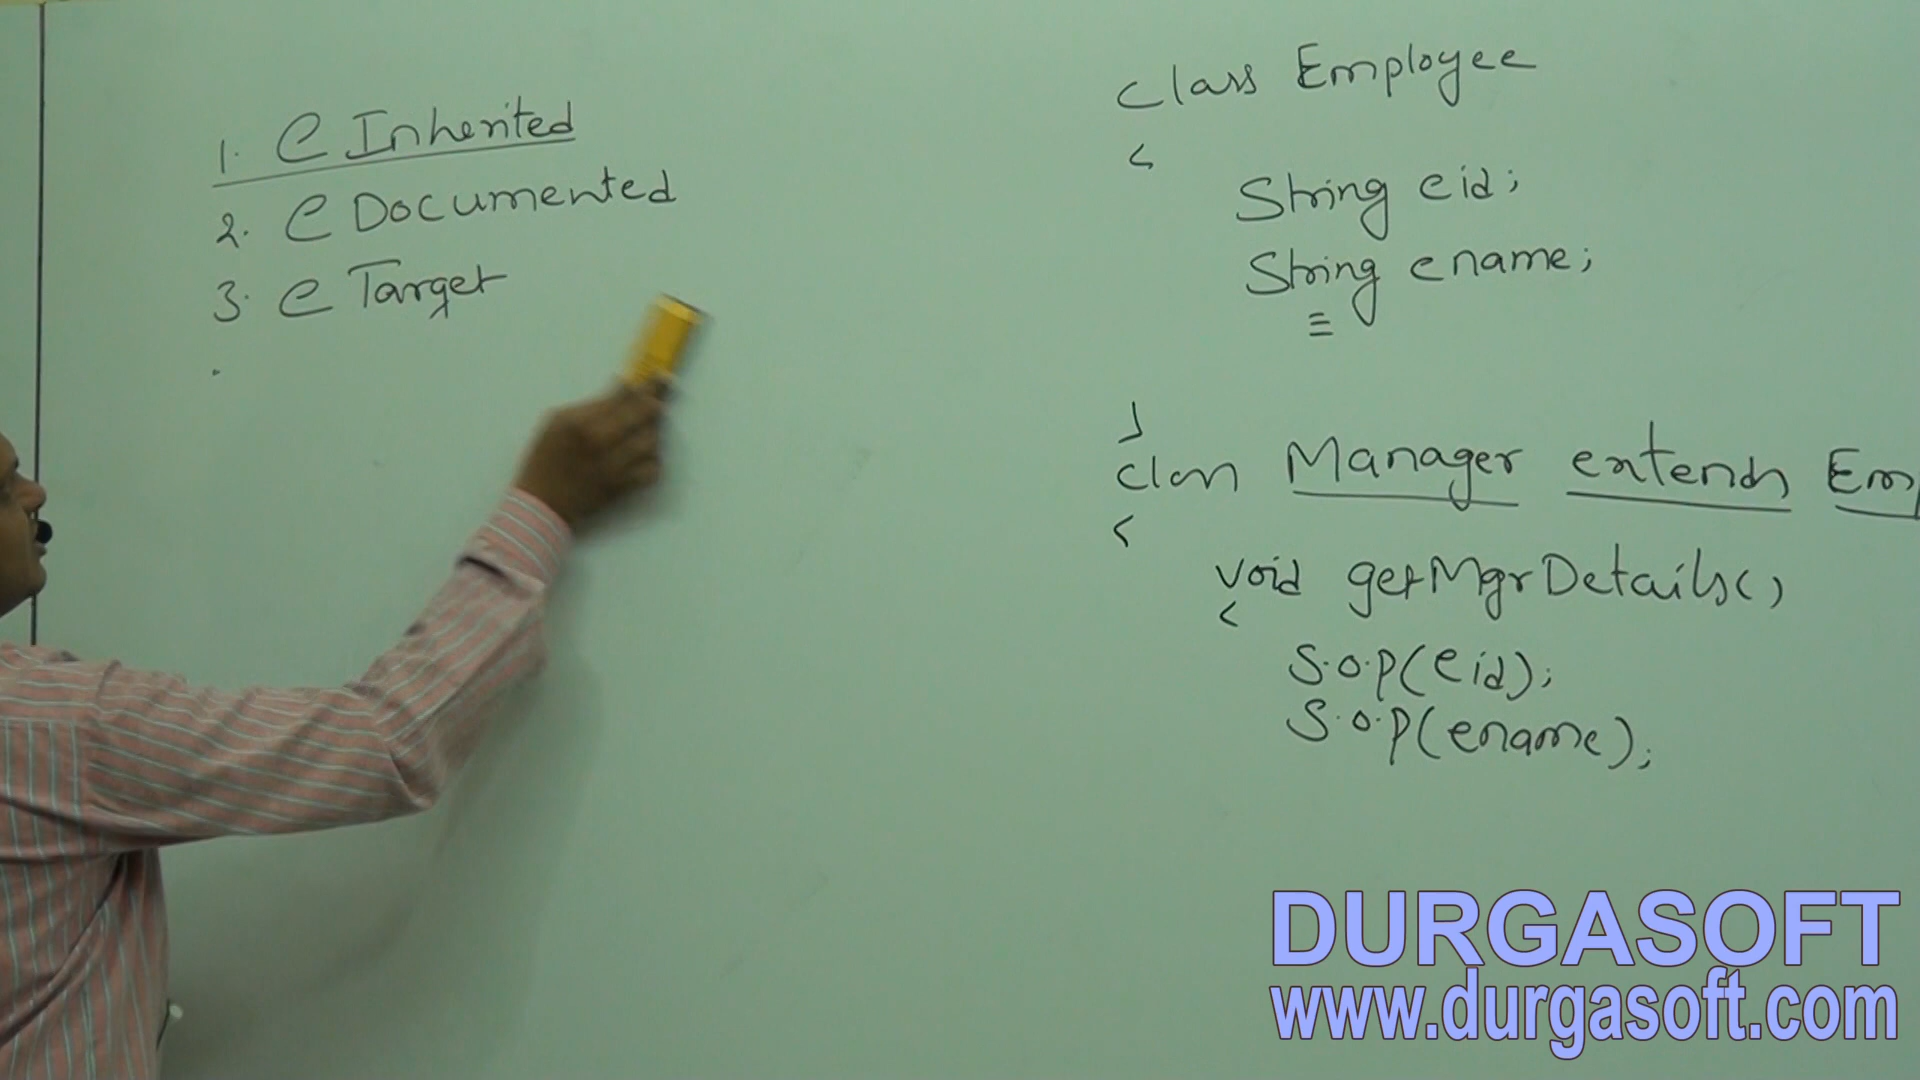 1. @ Inherited
2. @ Documented
3. @ Target
.
class Employee
{
String eid;
String ename;
≡
}
class Manager extends Emp
{
void getMgrDetails()
{
S.o.p(eid);
S.o.p(ename);
DURGASOFT
www.durgasoft.com